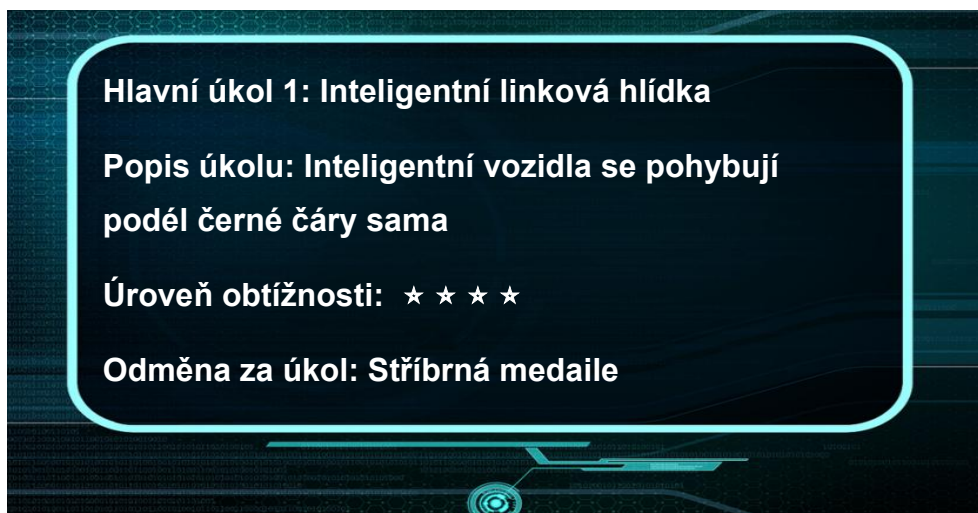 Hlavní úkol 1: Inteligentní linková hlídka
Popis úkolu: Inteligentní vozidla se pohybují
podél černé čáry sama
Úroveň obtížnosti: ★ ★ ★ ★
Odměna za úkol: Stříbrná medaile